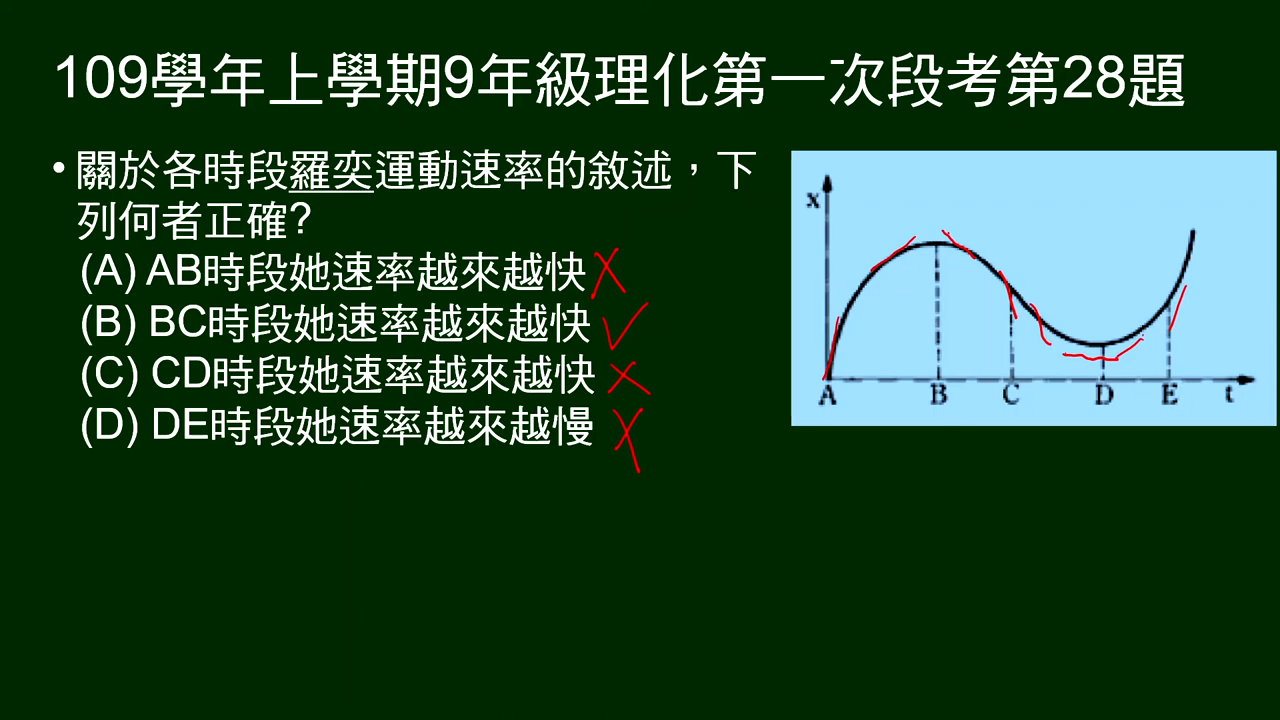 109學年上學期9年級理化第一次段考第28題
• 關於各時段羅奕運動速率的敘述，下
列何者正確?
(A) AB時段她速率越來越快
(B) BC時段她速率越來越快
(C) CD時段她速率越來越快
(D) DE時段她速率越來越慢
x
A B C D E t